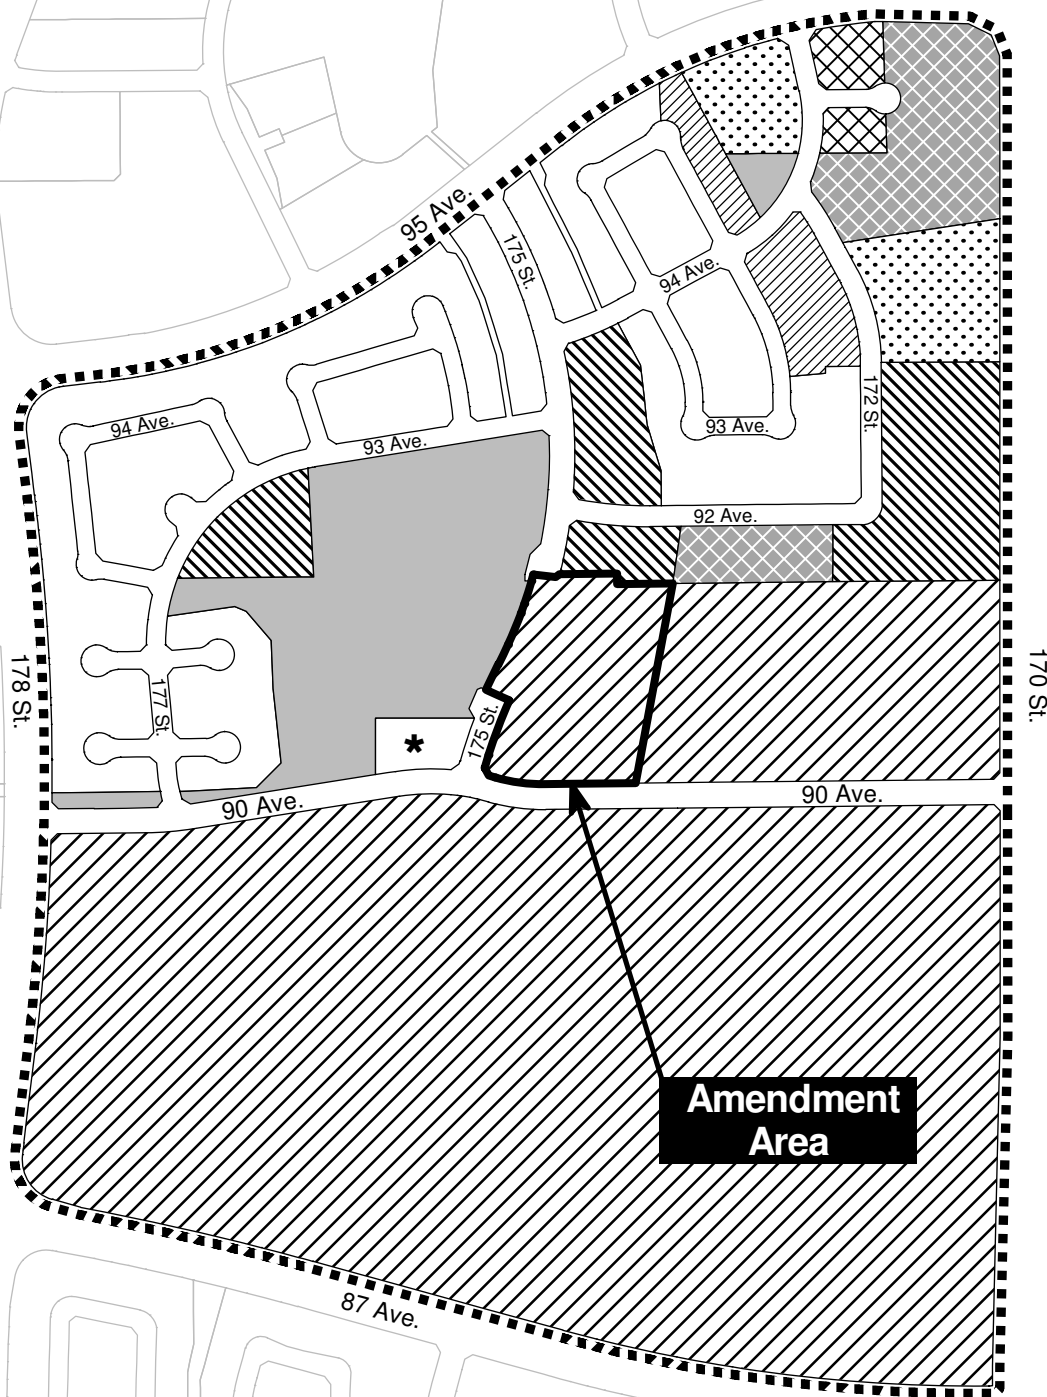 95 Ave.
175 St.
94 Ave.
94 Ave.
93 Ave.
93 Ave.
172 St.
92 Ave.
178 St.
177 St.
175 St.
*
170 St.
90 Ave.
90 Ave.
Amendment
Area
87 Ave.